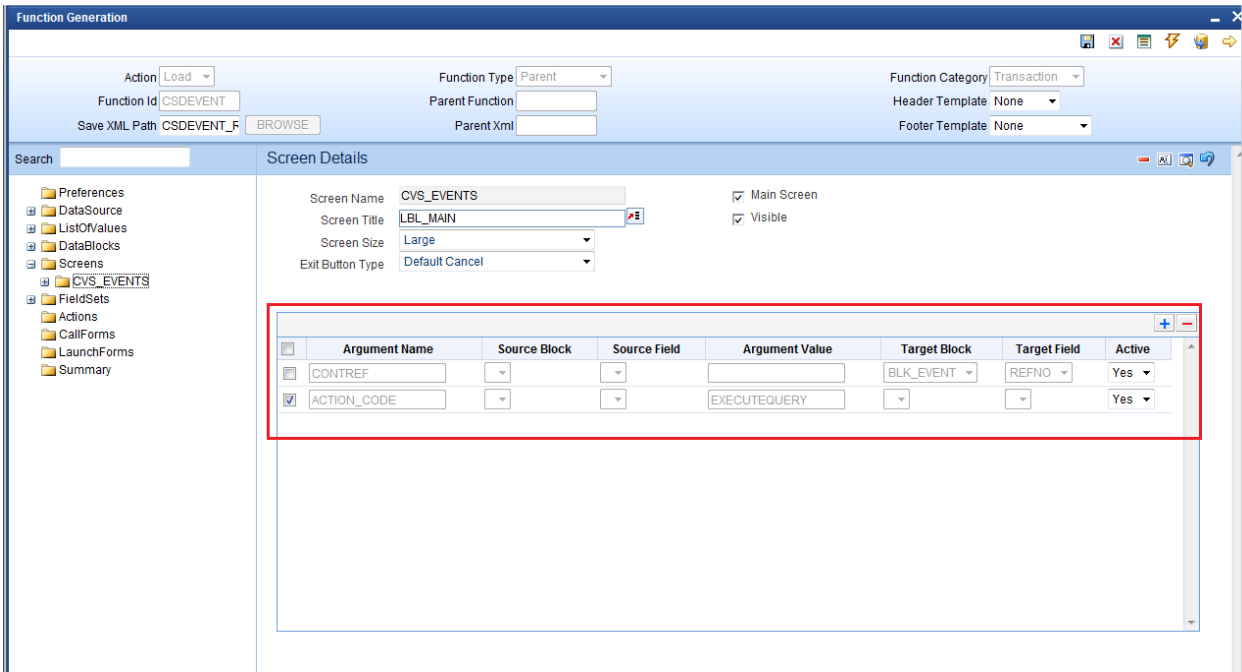 Function Generation
Action Load Function Type Parent Function Category Transaction
Function Id CSDEVENT Parent Function Header Template None
Save XML Path CSDEVENT_R BROWSE Parent Xml Footer Template None
Search
Screen Details
Preferences
DataSource
ListOfValues
DataBlocks
Screens
CVS_EVENTS
FieldSets
Actions
CallForms
LaunchForms
Summary
Screen Name CVS_EVENTS Main Screen
Screen Title LBL_MAIN Visible
Screen Size Large
Exit Button Type Default Cancel
Argument Name Source Block Source Field Argument Value Target Block Target Field Active
CONTREF BLK_EVENT REFNO Yes
ACTION_CODE EXECUTEQUERY Yes